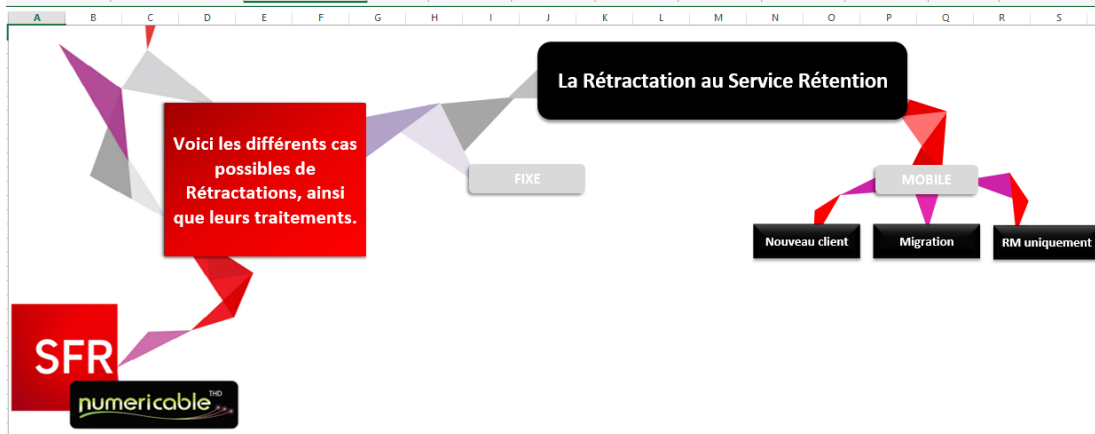 A B C D E F G H I J K L M N O P Q R S
La Rétractation au Service Rétention
Voici les différents cas
possibles de
Rétractations, ainsi
que leurs traitements.
FIXE
MOBILE
Nouveau client
Migration
RM uniquement
SFR
numericable THD